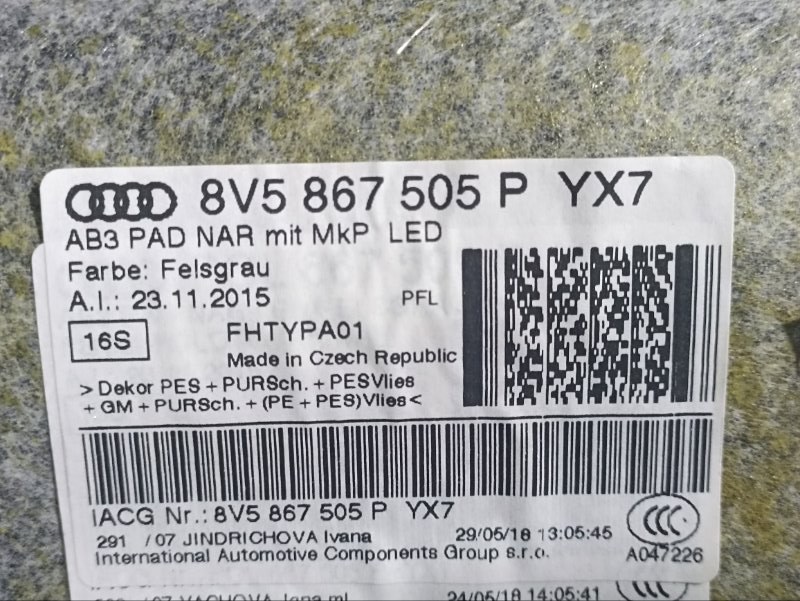 8V5 867 505 P YX7
AB3 PAD NAR mit MkP LED
Farbe: Felsgrau
A.I.: 23.11.2015 PFL
16S FHTYPA01
Made in Czech Republic
> Dekor PES + PURSch. + PESVlies
+ GM + PURSch. + (PE + PES)Vlies <
IACG Nr.: 8V5 867 505 P YX7
291 / 07 JINDRICHOVA Ivana 29/05/18 13:05:45
International Automotive Components Group s.r.o. A047226
24/05/18 14:05:41